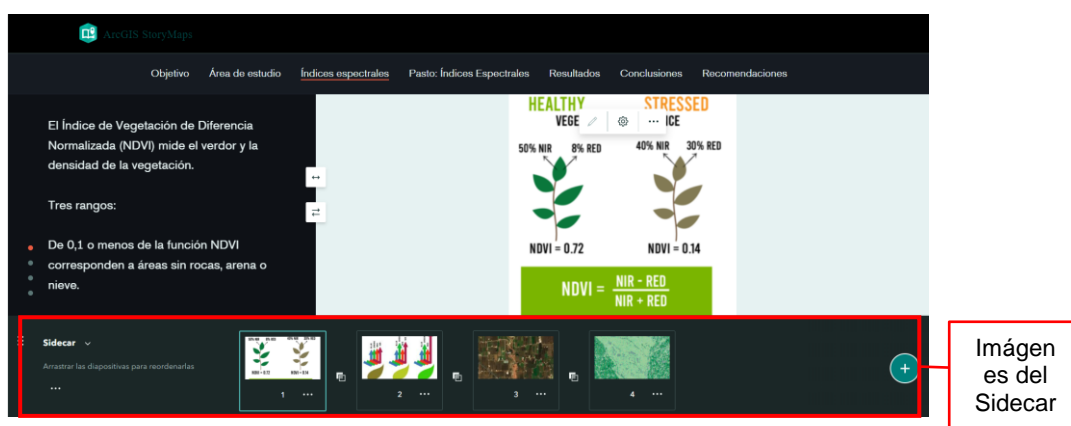 ArcGIS StoryMaps
Objetivo Área de estudio Índices espectrales Pasto: Índices Espectrales Resultados Conclusiones Recomendaciones
El Índice de Vegetación de Diferencia
Normalizada (NDVI) mide el verdor y la
densidad de la vegetación.
Tres rangos:
De 0,1 o menos de la función NDVI
corresponden a áreas sin rocas, arena o
nieve.
HEALTHY STRESSED
50% NIR 8% RED 40% NIR 30% RED
NDVI = 0.72 NDVI = 0.14
NDVI = NIR - RED
NIR + RED
Sidecar
Arrastrar las diapositivas para reordenarlas
1 2 3 4
Imágen
es del
Sidecar